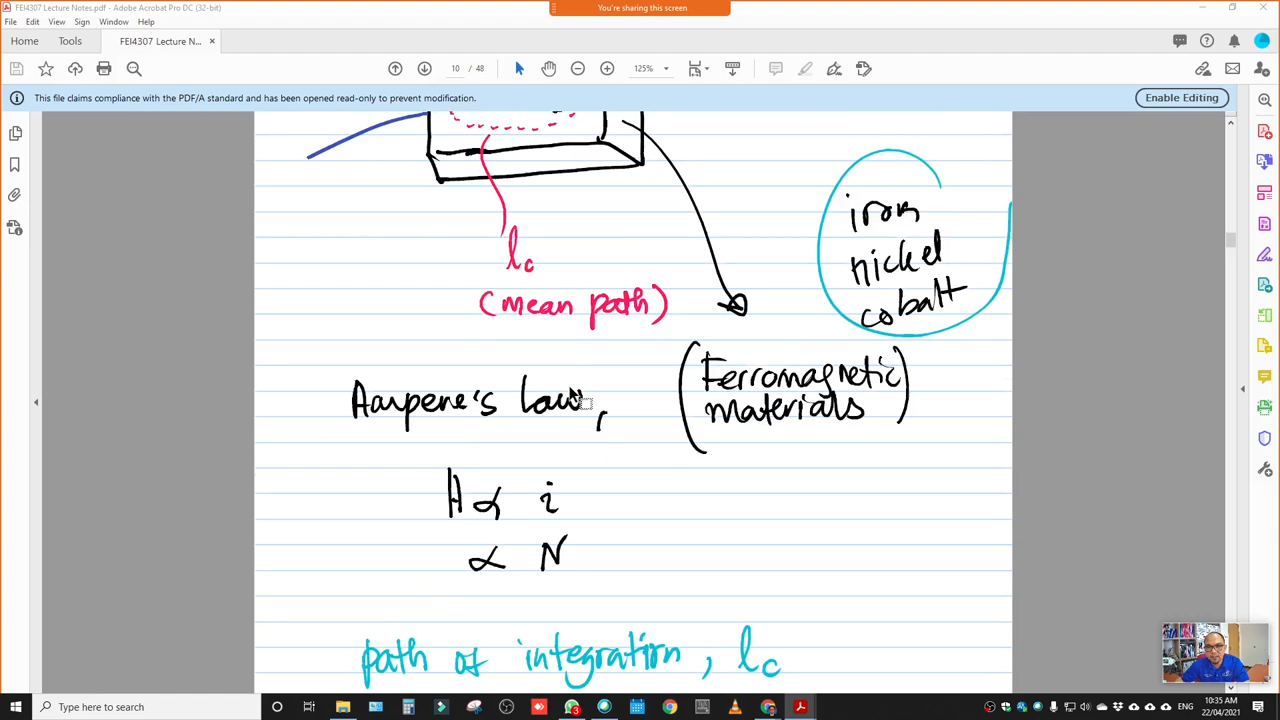 FEI4307 Lecture Notes.pdf - Adobe Acrobat Pro DC (32-bit)
You're sharing this screen
File Edit View Sign Window Help
Home Tools FEI4307 Lecture N... ×
10 / 48 125%
This file claims compliance with the PDF/A standard and has been opened read-only to prevent modification.
Enable Editing
iron
nickel
cobalt
lc
(mean path)
(Ferromagnetic
materials)
Aampene's law,
H ∝ i
∝ N
path of integration, lc
Type here to search
3
ENG
10:35 AM
22/04/2021